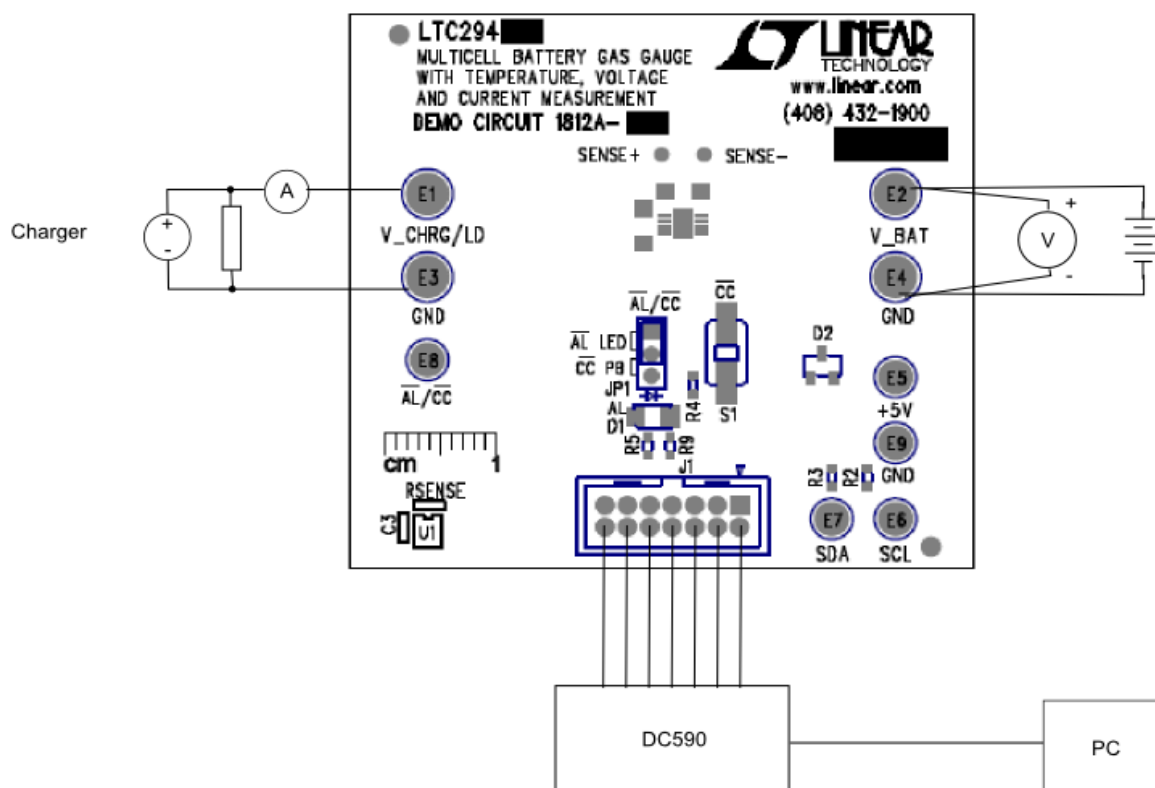 LTC294
MULTICELL BATTERY GAS GAUGE
WITH TEMPERATURE, VOLTAGE
AND CURRENT MEASUREMENT
DEMO CIRCUIT 1812A-
LINEAR
TECHNOLOGY
www.linear.com
(408) 432-1900
SENSE+ SENSE-
Charger
+
-
A
E1
V_CHRG/LD
E3
GND
E8
AL/CC
E2
V_BAT
E4
GND
+
V
-
AL/CC
AL LED
CC PB
JP1
AL
D1
R5
R9
R4
CC
S1
D2
E5
+5V
E9
GND
R3
R2
E7
SDA
E6
SCL
cm 1
RSENSE
C3
U1
J1
DC590
PC